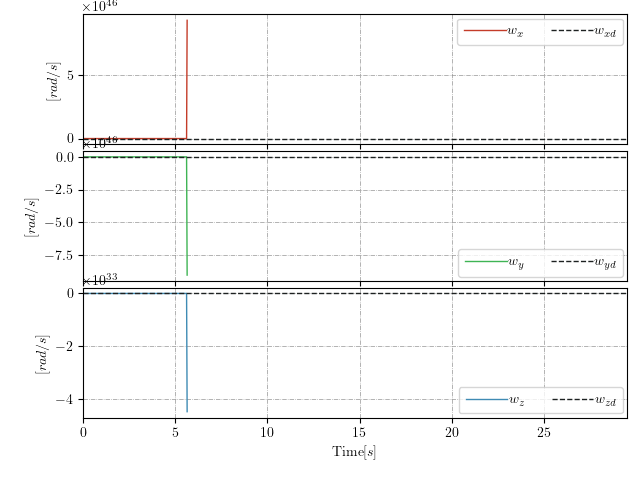 ×10^46
[rad/s]
5
0
w_x
w_xd
×10^46
[rad/s]
0.0
−2.5
−5.0
−7.5
w_y
w_yd
×10^33
[rad/s]
0
−2
−4
w_z
w_zd
0 5 10 15 20 25
Time[s]